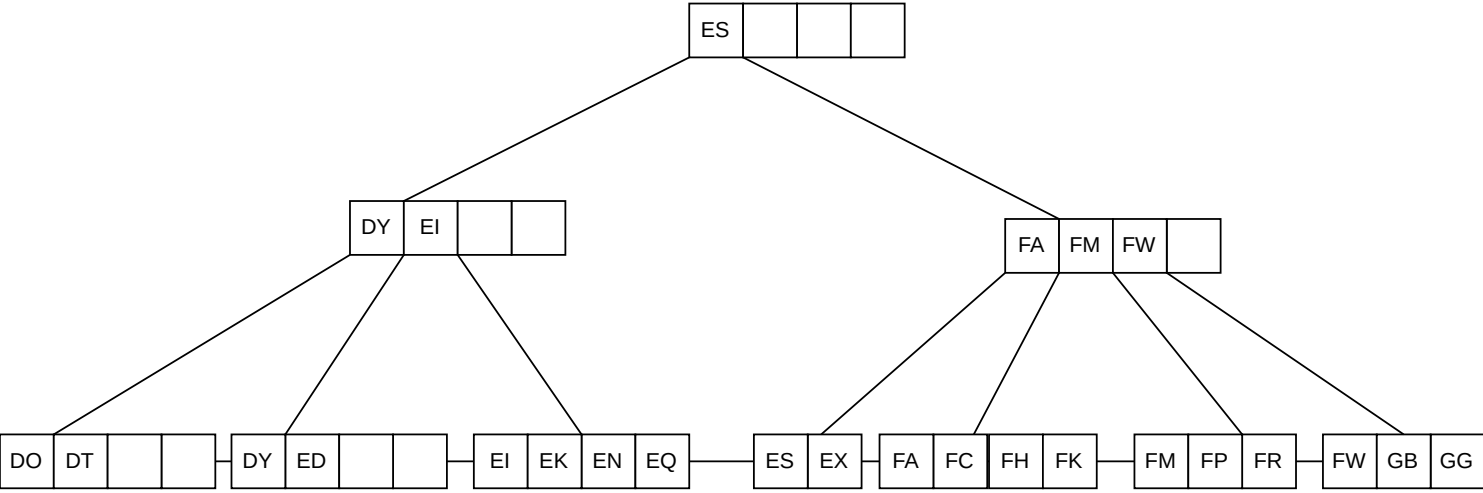 ES
DY EI
FA FM FW
DO DT DY ED EI EK EN EQ ES EX FA FC FH FK FM FP FR FW GB GG